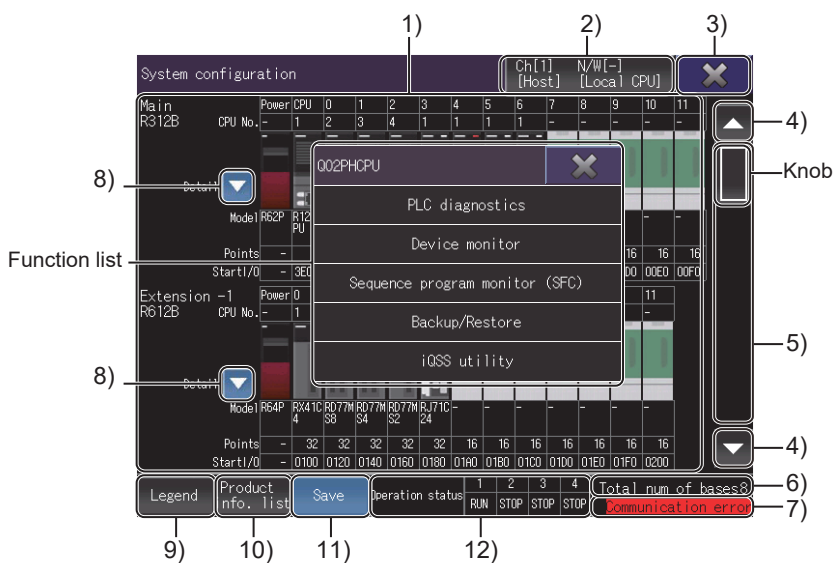 1)
2)
3)
System configuration
Ch[1] N/W[-]
[Host] [Local CPU]
Main Power CPU 0 1 2 3 4 5 6 7 8 9 10 11
R312B CPU No. - 1 2 3 4 1 1 1 1 - - - - -
4)
Knob
Q02PHCPU
8)
Detail
PLC diagnostics
Model R62P R12 PU - -
Device monitor
Function list
Points - 16 16 16
Start1/0 - 3E0 D0 00E0 00F0
Sequence program monitor (SFC)
Extension -1 Power 0 11
R612B CPU No. - 1 -
Backup/Restore
5)
iQSS utility
8)
Detail
Model R64P RX41C4 RD77MS8 RD77MS4 RD77MS2 RJ71C24 - - - - - - -
Points - 32 32 32 32 32 16 16 16 16 16 16 16
Start1/0 - 0100 0120 0140 0160 0180 01A0 01B0 01C0 01D0 01E0 01F0 0200
4)
Legend
Product
nfo. list
Save
Operation status 1 2 3 4
RUN STOP STOP STOP
Total num of bases8
6)
Communication error
7)
9)
10)
11)
12)